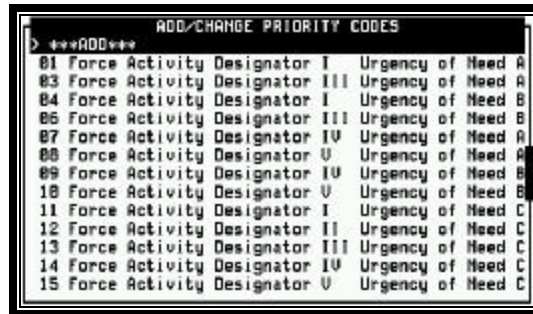 ADD/CHANGE PRIORITY CODES
> ***ADD***
01 Force Activity Designator I Urgency of Need A
03 Force Activity Designator III Urgency of Need A
04 Force Activity Designator I Urgency of Need B
06 Force Activity Designator III Urgency of Need B
07 Force Activity Designator IV Urgency of Need A
08 Force Activity Designator V Urgency of Need A
09 Force Activity Designator IV Urgency of Need B
10 Force Activity Designator V Urgency of Need B
11 Force Activity Designator I Urgency of Need C
12 Force Activity Designator II Urgency of Need C
13 Force Activity Designator III Urgency of Need C
14 Force Activity Designator IV Urgency of Need C
15 Force Activity Designator V Urgency of Need C